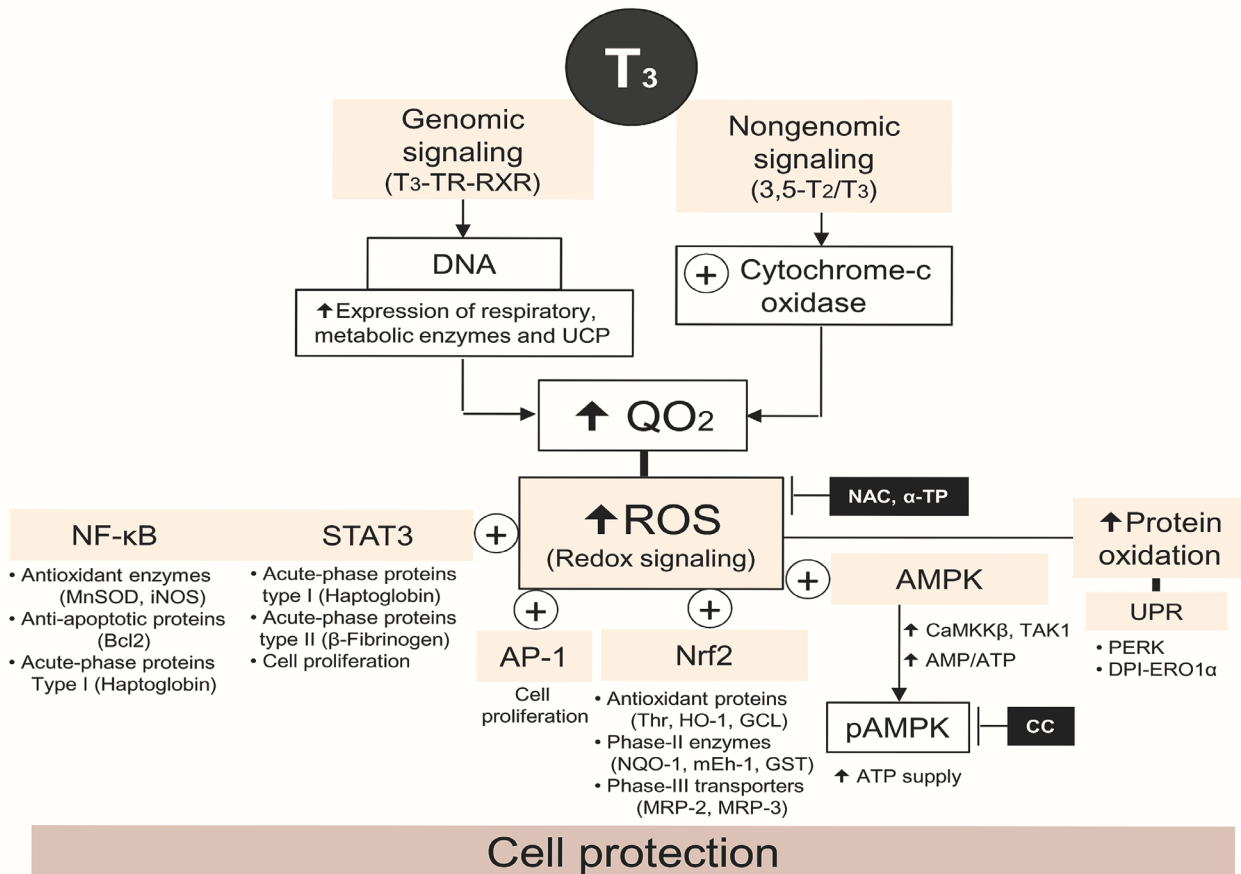 T3
Genomic
signaling
(T3-TR-RXR)
Nongenomic
signaling
(3,5-T2/T3)
DNA
↑Expression of respiratory,
metabolic enzymes and UCP
+ Cytochrome-c
oxidase
↑ QO2
↑ROS
(Redox signaling)
NAC, α-TP
NF-κB
• Antioxidant enzymes
(MnSOD, iNOS)
• Anti-apoptotic proteins
(Bcl2)
• Acute-phase proteins
Type I (Haptoglobin)
STAT3
• Acute-phase proteins
type I (Haptoglobin)
• Acute-phase proteins
type II (β-Fibrinogen)
• Cell proliferation
+
+
AP-1
Cell
proliferation
+
Nrf2
• Antioxidant proteins
(Thr, HO-1, GCL)
• Phase-II enzymes
(NQO-1, mEh-1, GST)
• Phase-III transporters
(MRP-2, MRP-3)
+
AMPK
↑ CaMKKβ, TAK1
↑ AMP/ATP
pAMPK
CC
↑ ATP supply
↑Protein
oxidation
UPR
• PERK
• DPI-ERO1α
Cell protection